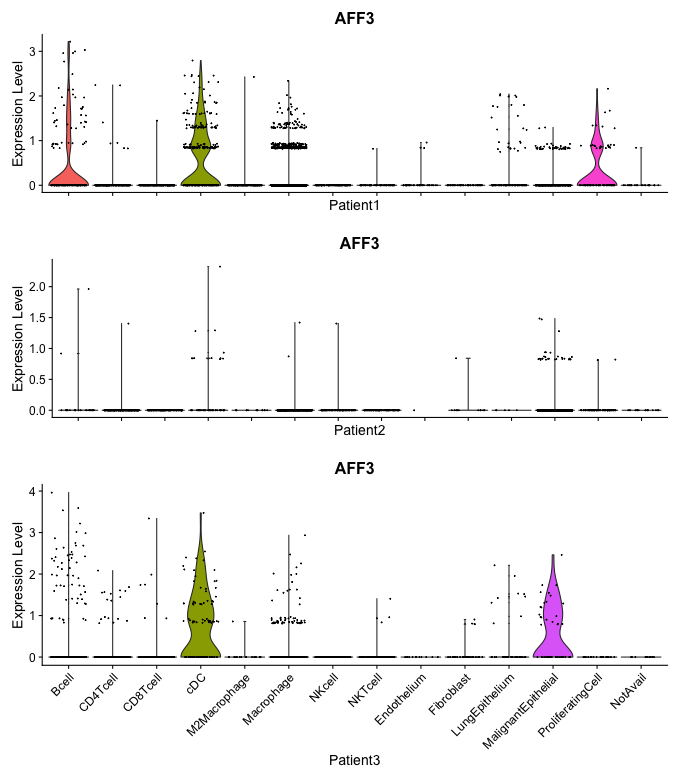 AFF3
Expression Level
3
2
1
0
Patient1
AFF3
Expression Level
2.0
1.5
1.0
0.5
0.0
Patient2
AFF3
Expression Level
4
3
2
1
0
Bcell
CD4Tcell
CD8Tcell
cDC
M2Macrophage
Macrophage
NKcell
NKTcell
Endothelium
Fibroblast
LungEpithelium
MalignantEpithelial
ProliferatingCell
NotAvail
Patient3